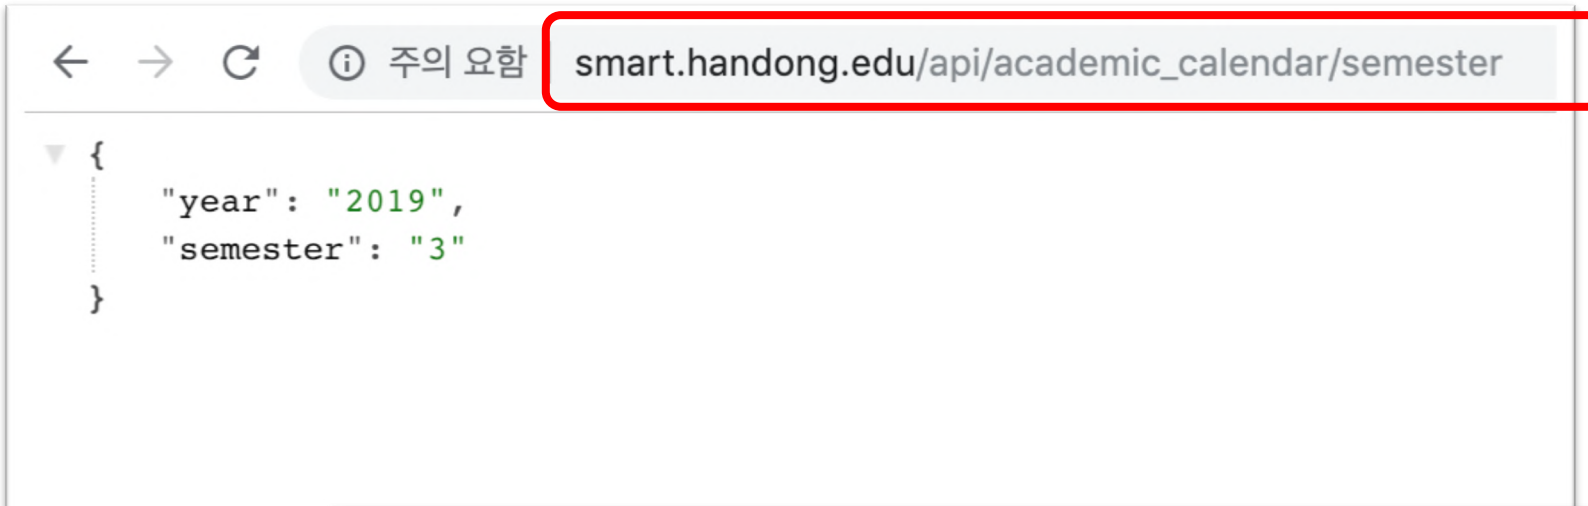 주의 요함 smart.handong.edu/api/academic_calendar/semester
{
"year": "2019",
"semester": "3"
}